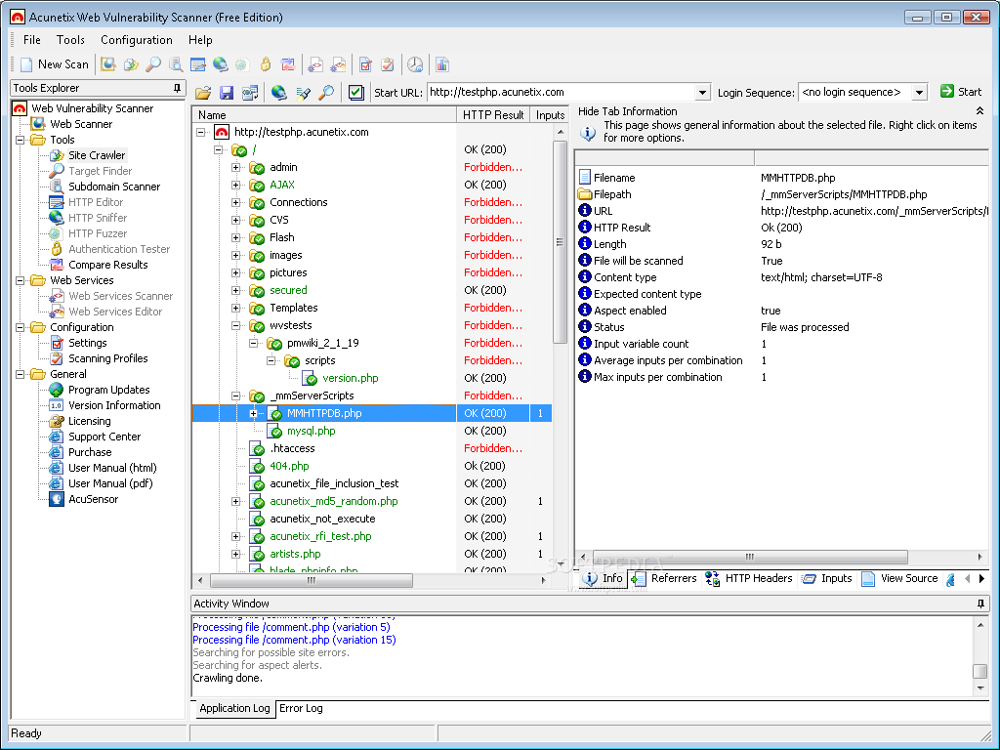 Acunetix Web Vulnerability Scanner (Free Edition)
File Tools Configuration Help
New Scan
Tools Explorer
Web Vulnerability Scanner
Web Scanner
Tools
Site Crawler
Target Finder
Subdomain Scanner
HTTP Editor
HTTP Sniffer
HTTP Fuzzer
Authentication Tester
Compare Results
Web Services
Web Services Scanner
Web Services Editor
Configuration
Settings
Scanning Profiles
General
Program Updates
Version Information
Licensing
Support Center
Purchase
User Manual (html)
User Manual (pdf)
AcuSensor
Start URL: http://testphp.acunetix.com Login Sequence: <no login sequence> Start
Name HTTP Result Inputs
http://testphp.acunetix.com
/ OK (200)
admin Forbidden...
AJAX OK (200)
Connections Forbidden...
CVS Forbidden...
Flash Forbidden...
images Forbidden...
pictures Forbidden...
secured OK (200)
Templates Forbidden...
wvstests Forbidden...
pmwiki_2_1_19 Forbidden...
scripts Forbidden...
version.php OK (200)
_mmServerScripts Forbidden...
MMHTTPDB.php OK (200) 1
mysql.php OK (200)
.htaccess Forbidden...
404.php Ok (200)
acunetix_file_inclusion_test OK (200)
acunetix_md5_random.php OK (200) 1
acunetix_not_execute OK (200)
acunetix_rfi_test.php OK (200) 1
artists.php OK (200) 1
blade_phpinfo.php OK (200)
Hide Tab Information
This page shows general information about the selected file. Right click on items
for more options.
Filename MMHTTPDB.php
Filepath /_mmServerScripts/MMHTTPDB.php
URL http://testphp.acunetix.com/_mmServerScripts/
HTTP Result Ok (200)
Length 92 b
File will be scanned True
Content type text/html; charset=UTF-8
Expected content type
Aspect enabled true
Status File was processed
Input variable count 1
Average inputs per combination 1
Max inputs per combination 1
SOFTPEDIA
Info Referrers HTTP Headers Inputs View Source
Activity Window
Processing file /comment.php (variation
Processing file /comment.php (variation 5)
Processing file /comment.php (variation 15)
Searching for possible site errors.
Searching for aspect alerts.
Crawling done.
Application Log Error Log
Ready